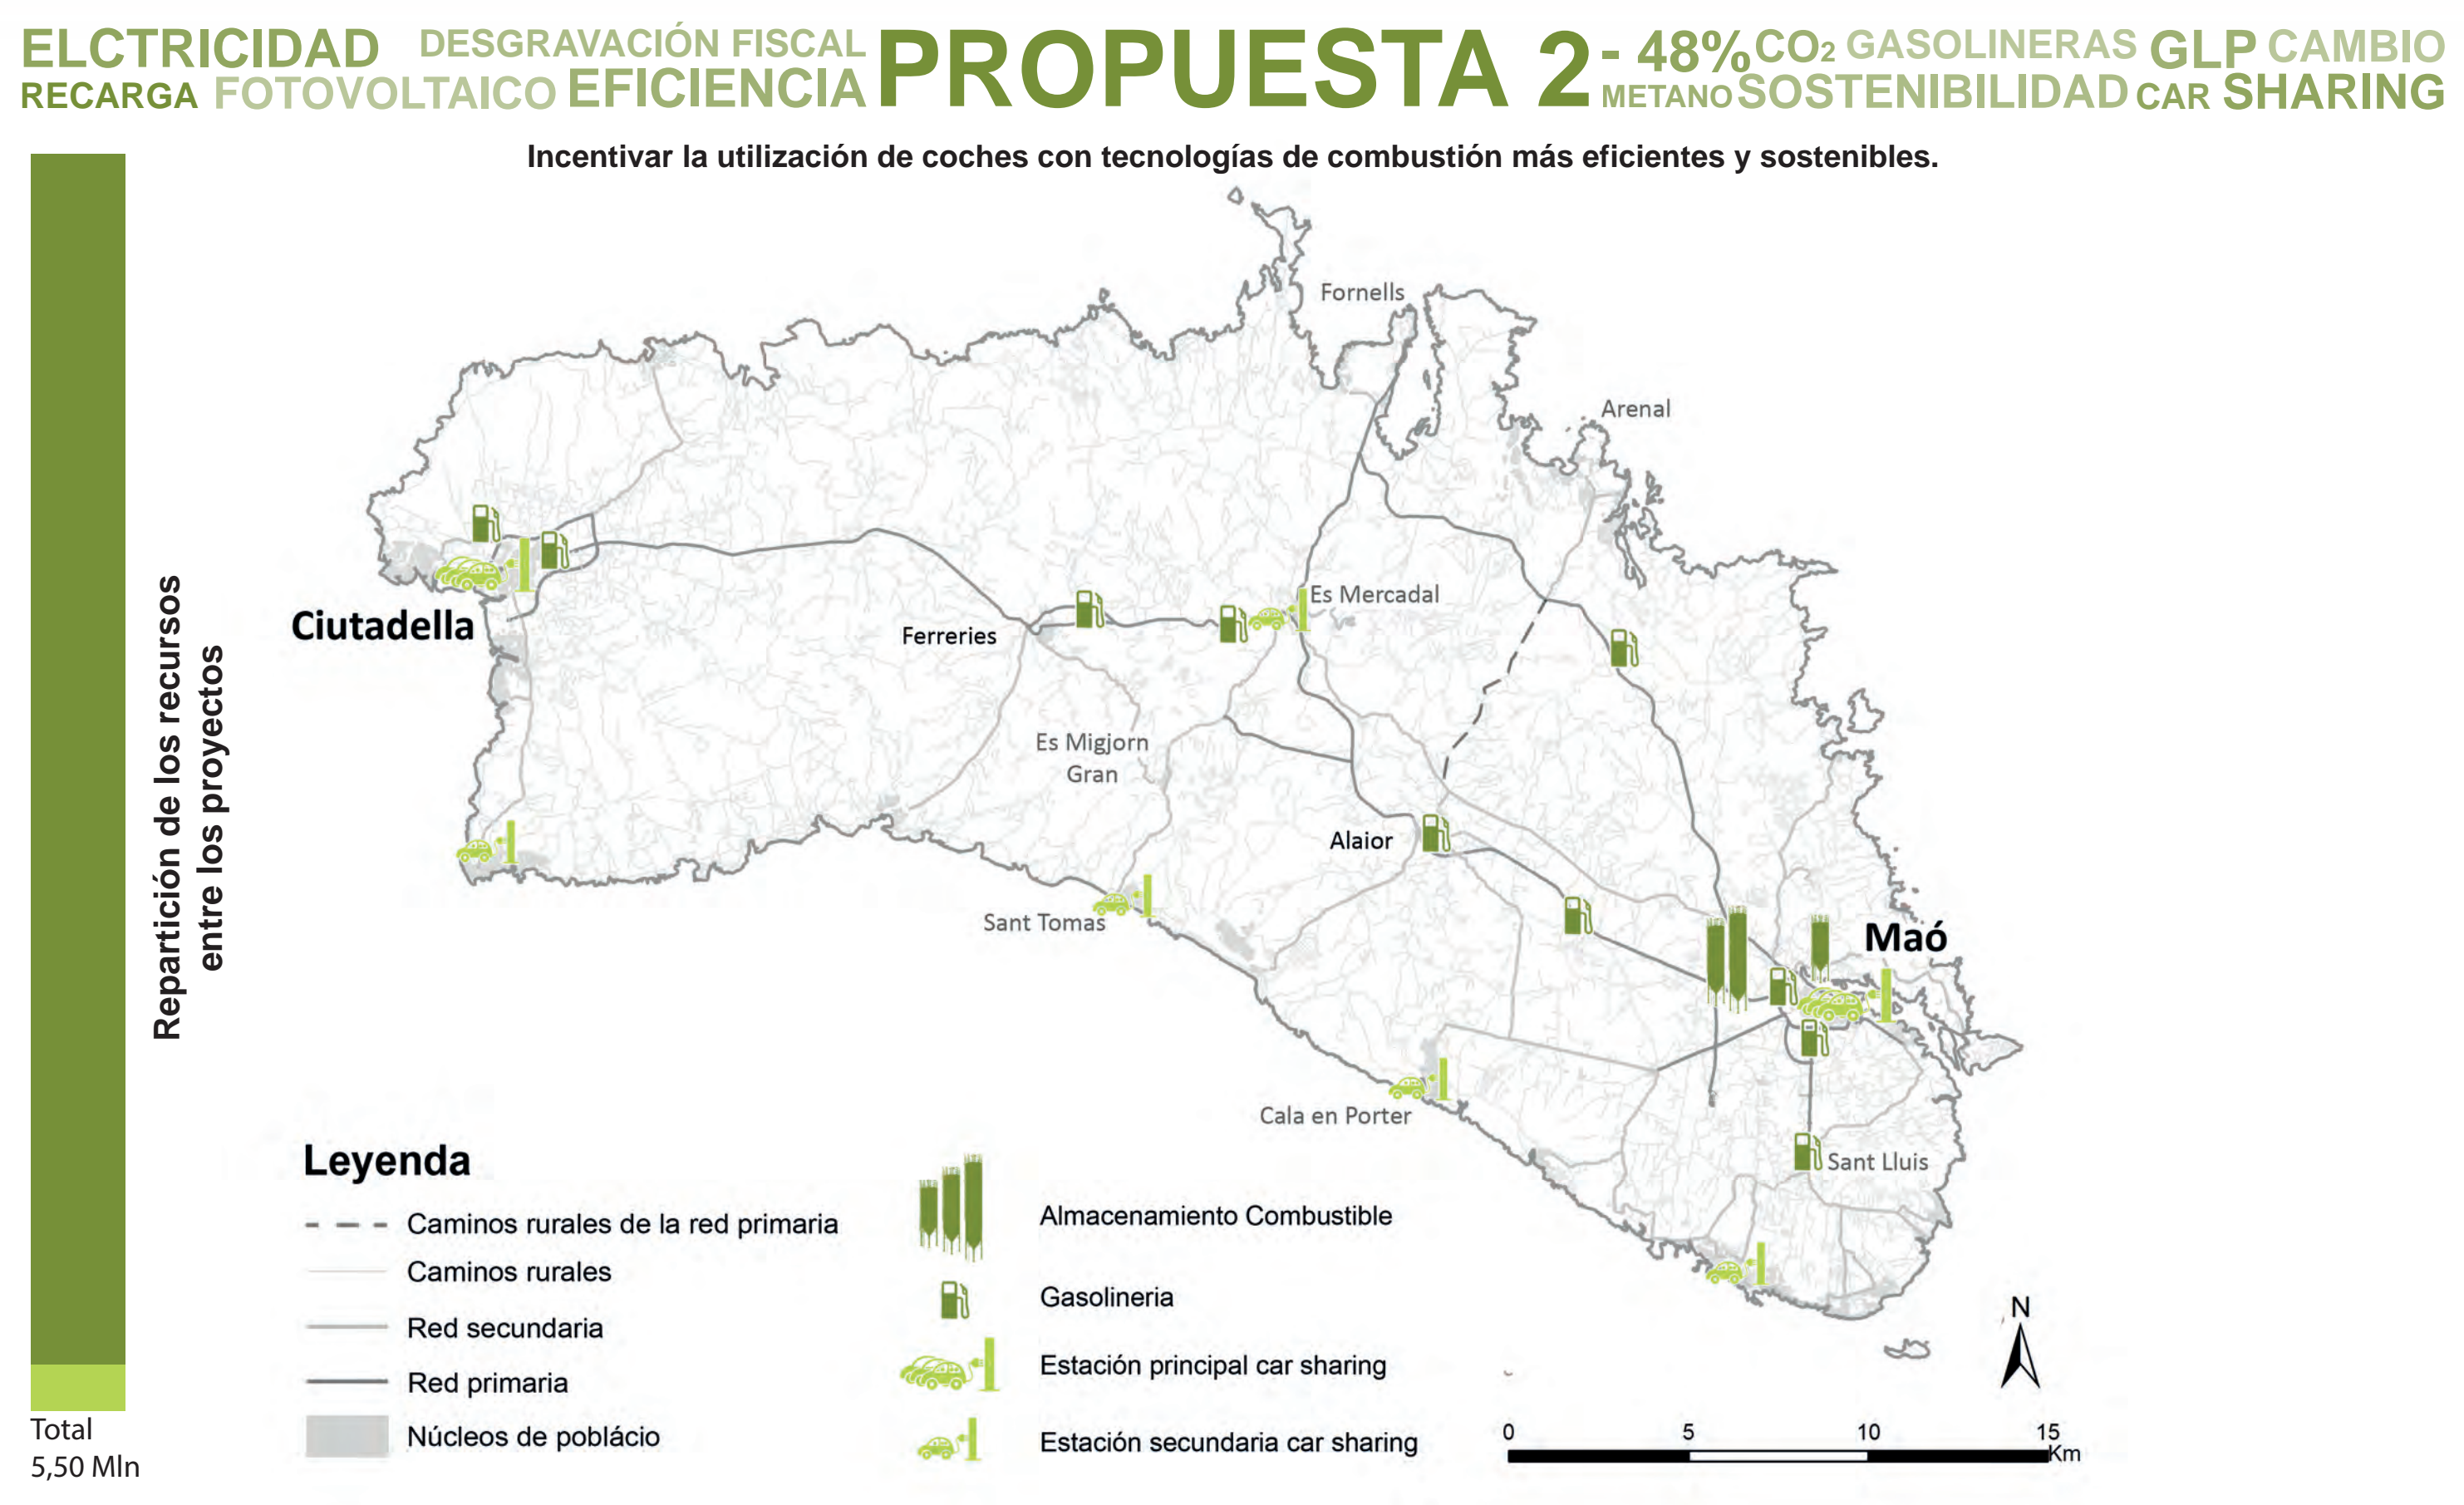 ELCTRICIDAD DESGRAVACIÓN FISCAL PROPUESTA 2 - 48% CO2 GASOLINERAS GLP CAMBIO
RECARGA FOTOVOLTAICO EFICIENCIA METANO SOSTENIBILIDAD CAR SHARING
Incentivar la utilización de coches con tecnologías de combustión más eficientes y sostenibles.
Repartición de los recursos
entre los proyectos
Total
5,50 Mln
Fornells
Arenal
Es Mercadal
Ciutadella
Ferreries
Es Migjorn
Gran
Alaior
Sant Tomas
Maó
Cala en Porter
Sant Lluis
Leyenda
Caminos rurales de la red primaria
Caminos rurales
Red secundaria
Red primaria
Núcleos de poblácio
Almacenamiento Combustible
Gasolineria
Estación principal car sharing
Estación secundaria car sharing
N
0 5 10 15
Km